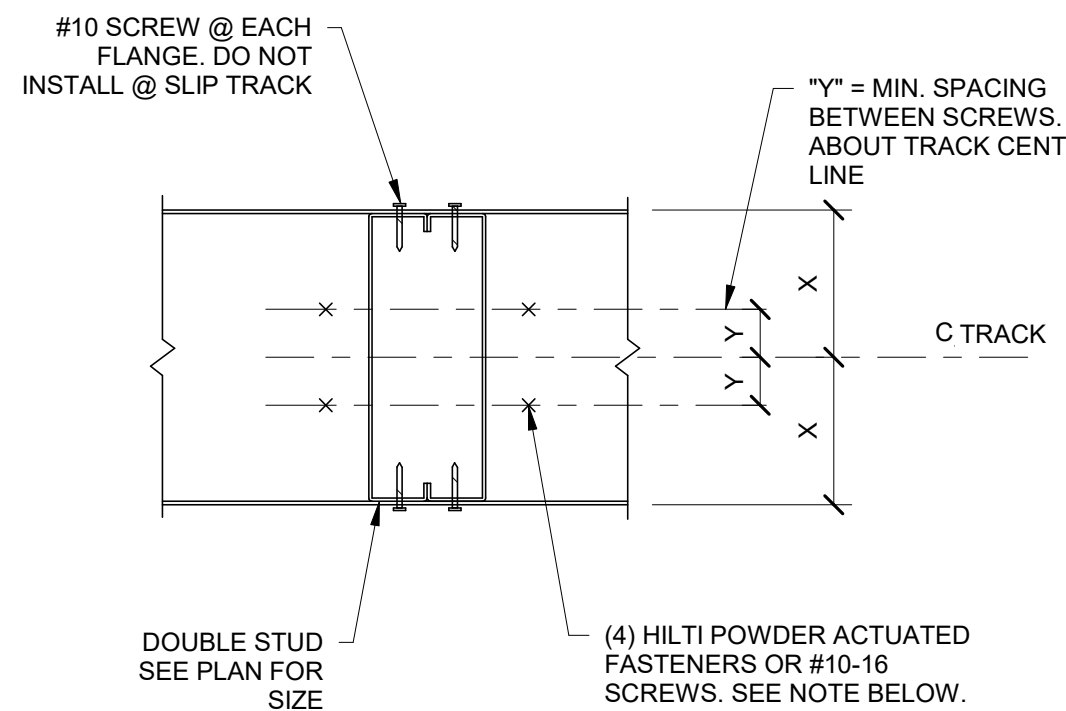 #10 SCREW @ EACH
FLANGE. DO NOT
INSTALL @ SLIP TRACK
"Y" = MIN. SPACING
BETWEEN SCREWS.
ABOUT TRACK CENT
LINE
X
Y
C TRACK
Y
X
DOUBLE STUD
SEE PLAN FOR
SIZE
(4) HILTI POWDER ACTUATED
FASTENERS OR #10-16
SCREWS. SEE NOTE BELOW.